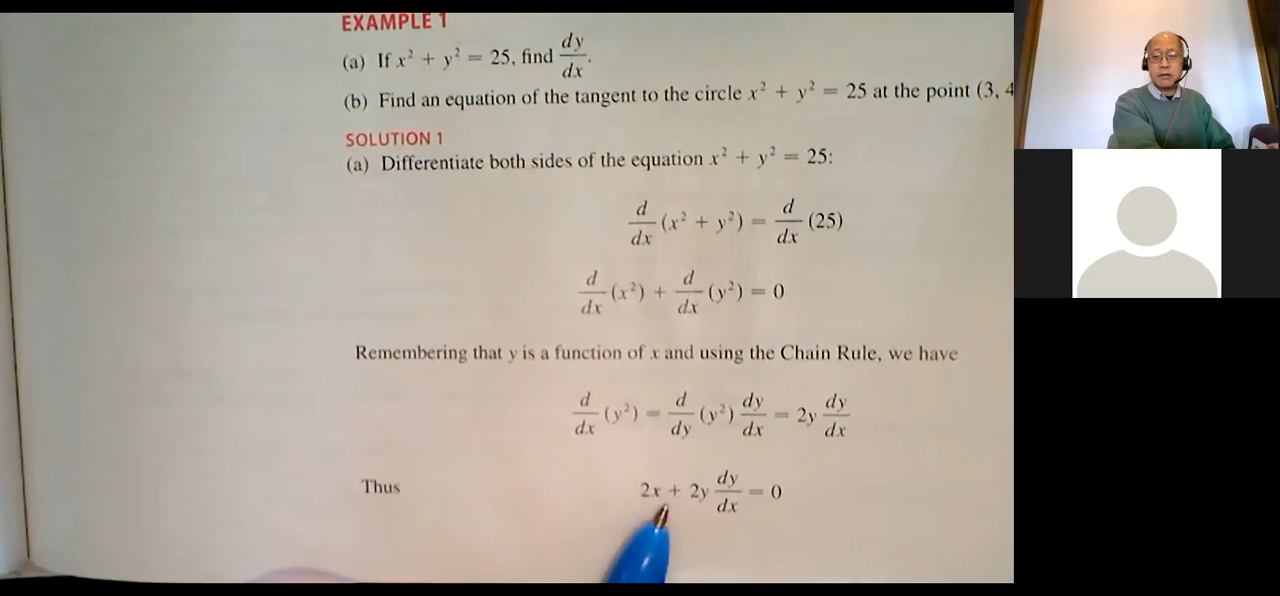 EXAMPLE 1
(a) If x² + y² = 25, find dy/dx.
(b) Find an equation of the tangent to the circle x² + y² = 25 at the point (3, 4
SOLUTION 1
(a) Differentiate both sides of the equation x² + y² = 25:
d/dx (x² + y²) = d/dx (25)
d/dx (x²) + d/dx (y²) = 0
Remembering that y is a function of x and using the Chain Rule, we have
d/dx (y²) = d/dy (y²) dy/dx = 2y dy/dx
Thus 2x + 2y dy/dx = 0